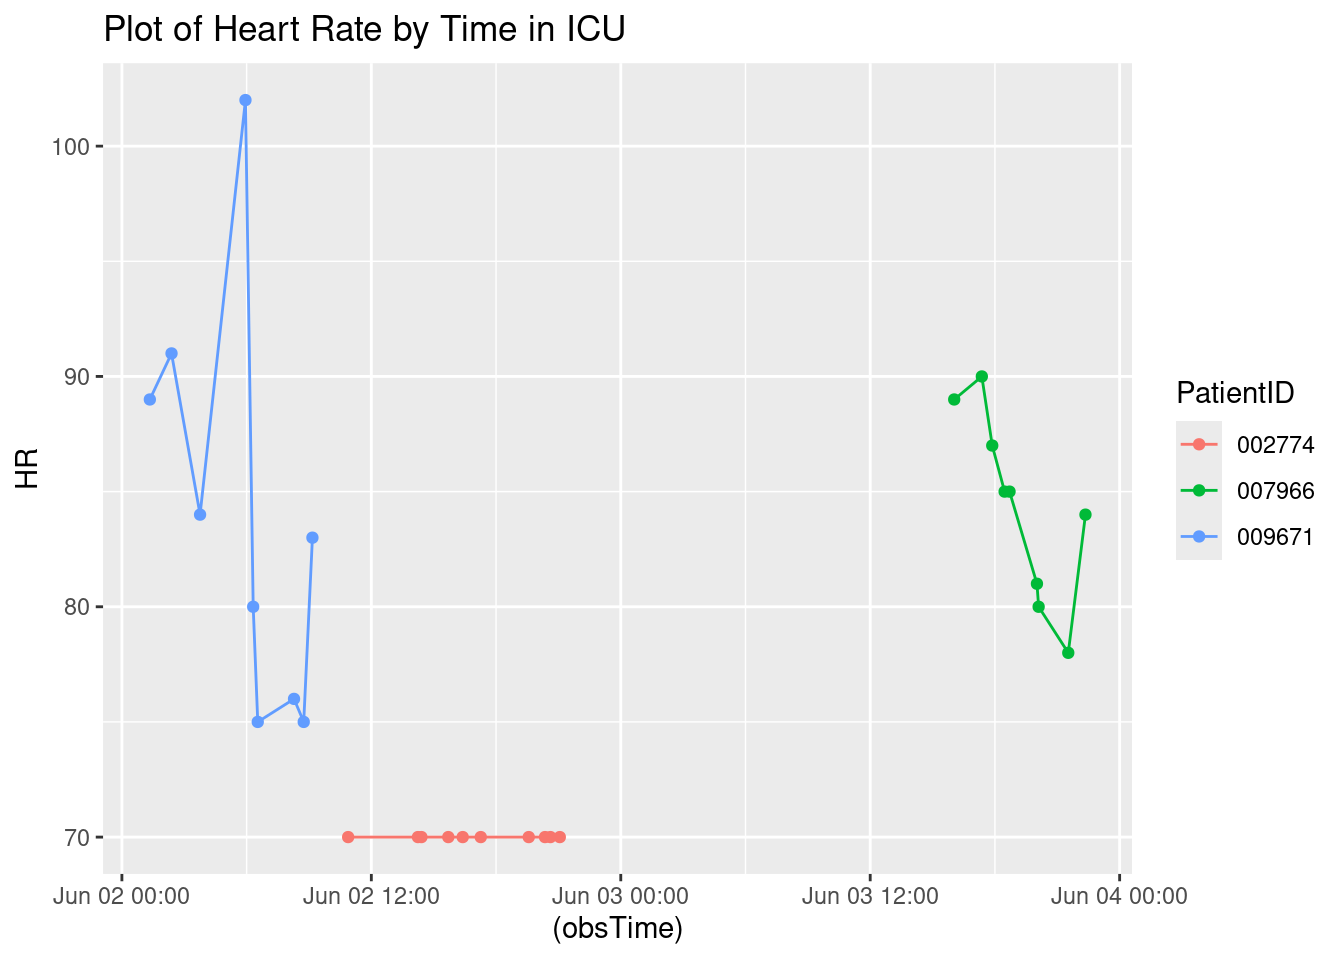 Plot of Heart Rate by Time in ICU
100
90
80
70
HR
Jun 02 00:00
Jun 02 12:00
Jun 03 00:00
Jun 03 12:00
Jun 04 00:00
(obsTime)
PatientID
002774
007966
009671